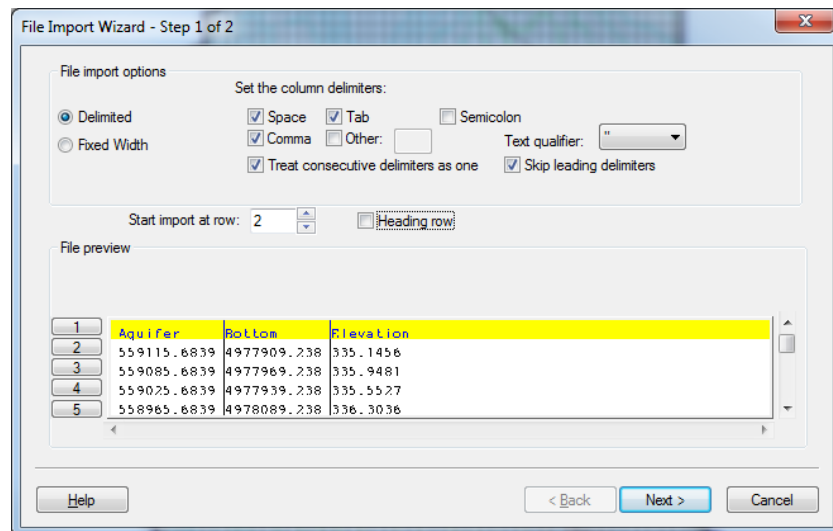 File Import Wizard - Step 1 of 2
x
File import options
Set the column delimiters:
Delimited
Space Tab Semicolon
Fixed Width
Comma Other: Text qualifier: "
Treat consecutive delimiters as one Skip leading delimiters
Start import at row: 2 Heading row
File preview
1 Aquifer Bottom Elevation
2 559115.6839 4977909.238 335.1456
3 559085.6839 4977969.238 335.9481
4 559025.6839 4977939.238 335.5527
5 558965.6839 4978089.238 336.3036
Help < Back Next > Cancel